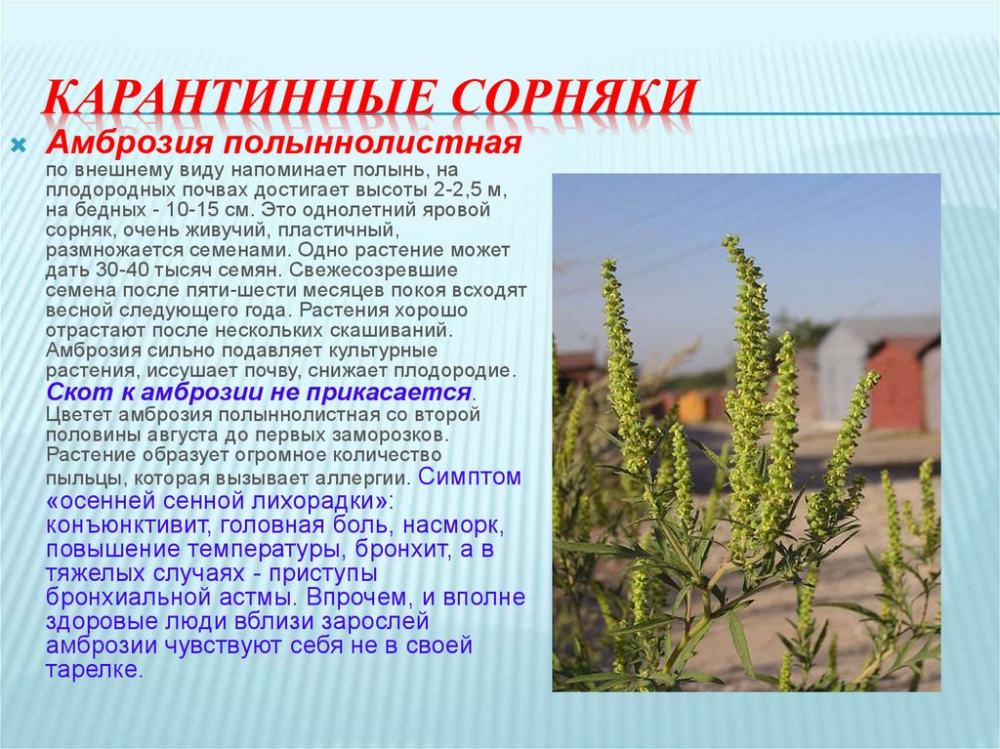 КАРАНТИННЫЕ СОРНЯКИ
Амброзия полыннолистная
по внешнему виду напоминает полынь, на
плодородных почвах достигает высоты 2-2,5 м,
на бедных - 10-15 см. Это однолетний яровой
сорняк, очень живучий, пластичный,
размножается семенами. Одно растение может
дать 30-40 тысяч семян. Свежесозревшие
семена после пяти-шести месяцев покоя всходят
весной следующего года. Растения хорошо
отрастают после нескольких скашиваний.
Амброзия сильно подавляет культурные
растения, иссушает почву, снижает плодородие.
Скот к амброзии не прикасается.
Цветет амброзия полыннолистная со второй
половины августа до первых заморозков.
Растение образует огромное количество
пыльцы, которая вызывает аллергии. Симптом
«осенней сенной лихорадки»:
конъюнктивит, головная боль, насморк,
повышение температуры, бронхит, а в
тяжелых случаях - приступы
бронхиальной астмы. Впрочем, и вполне
здоровые люди вблизи зарослей
амброзии чувствуют себя не в своей
тарелке.